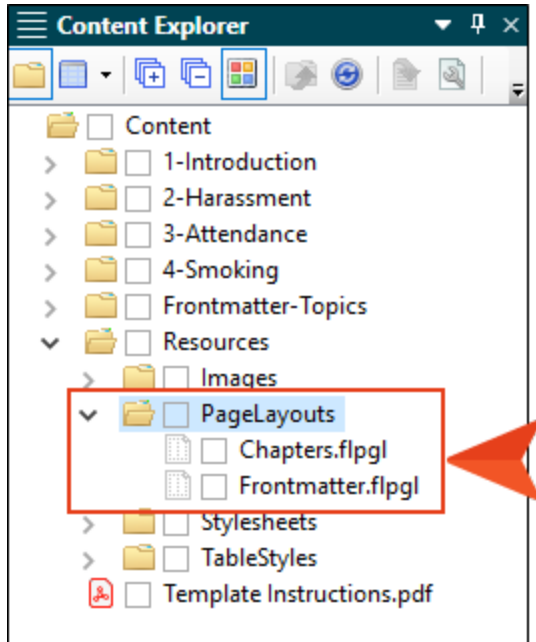 Content Explorer
Content
1-Introduction
2-Harassment
3-Attendance
4-Smoking
Frontmatter-Topics
Resources
Images
PageLayouts
Chapters.flpgl
Frontmatter.flpgl
Stylesheets
TableStyles
Template Instructions.pdf